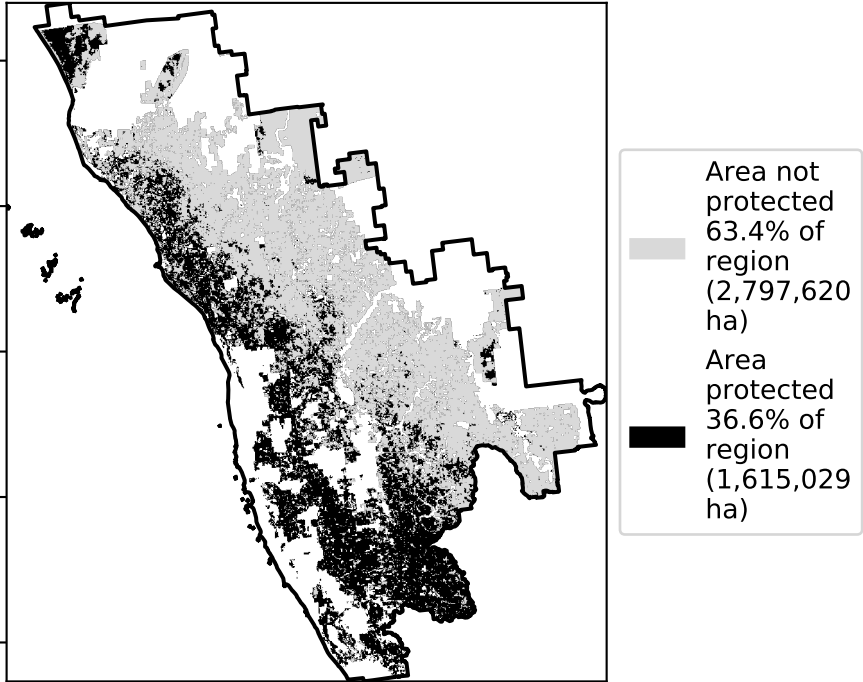 Area not
protected
63.4% of
region
(2,797,620
ha)
Area
protected
36.6% of
region
(1,615,029
ha)